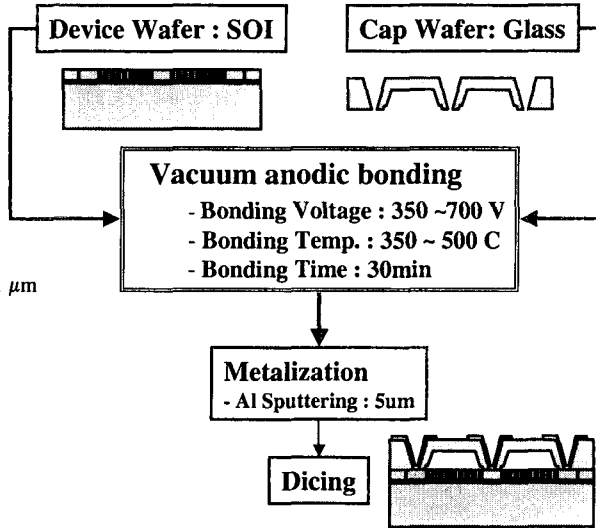 Device Wafer : SOI
Cap Wafer: Glass
Vacuum anodic bonding
- Bonding Voltage : 350 ~700 V
- Bonding Temp. : 350 ~ 500 C
- Bonding Time : 30min
μm
Metalization
- Al Sputtering : 5um
Dicing